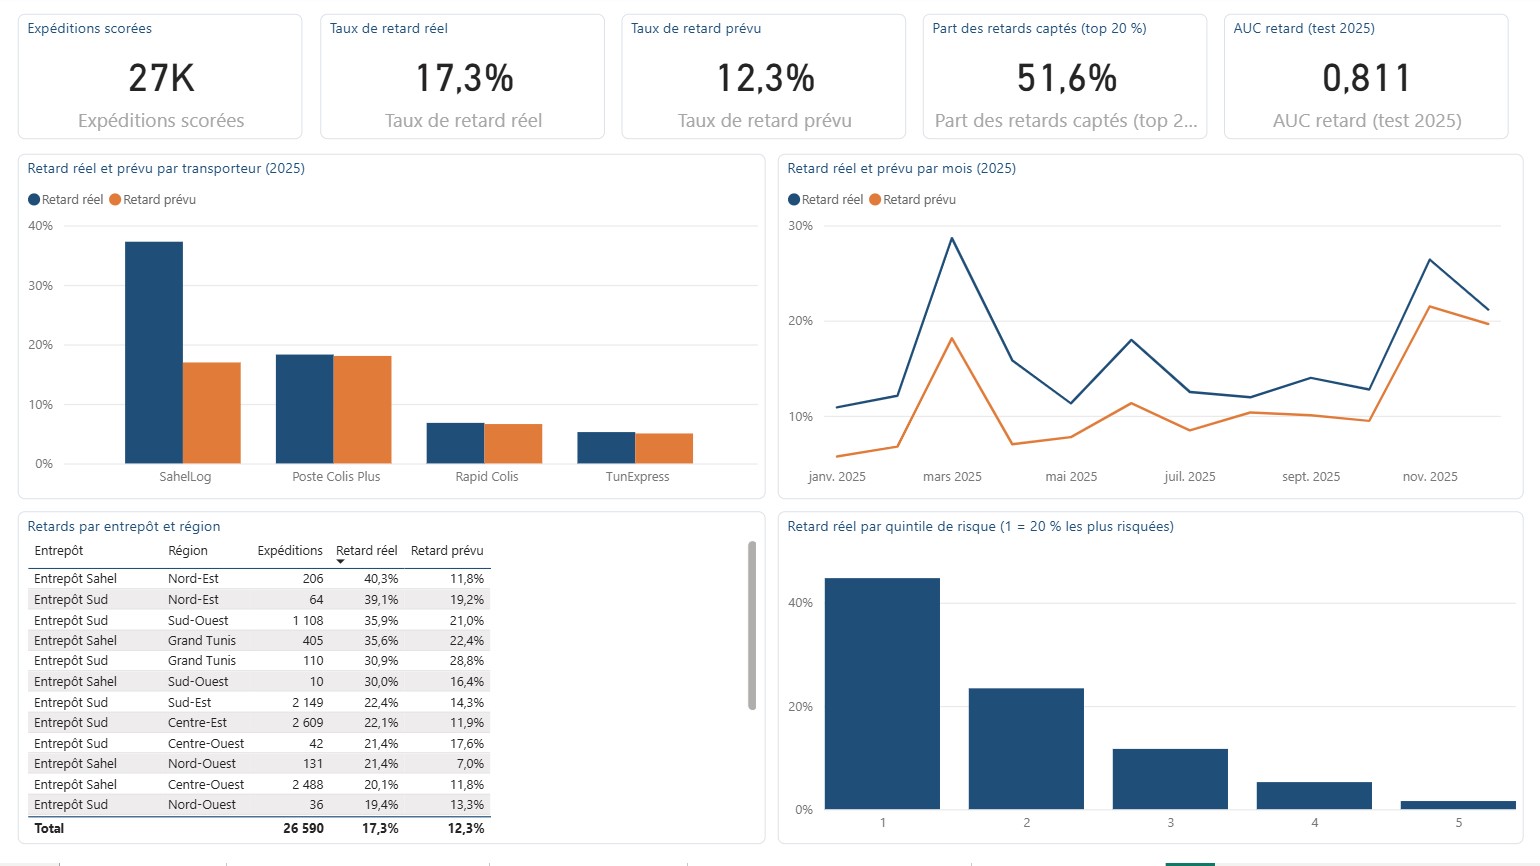 Expéditions scorées
27K
Expéditions scorées
Taux de retard réel
17,3%
Taux de retard réel
Taux de retard prévu
12,3%
Taux de retard prévu
Part des retards captés (top 20 %)
51,6%
Part des retards captés (top 2...
AUC retard (test 2025)
0,811
AUC retard (test 2025)
Retard réel et prévu par transporteur (2025)
Retard réel Retard prévu
40%
30%
20%
10%
0%
SahelLog Poste Colis Plus Rapid Colis TunExpress
Retard réel et prévu par mois (2025)
Retard réel Retard prévu
30%
20%
10%
janv. 2025 mars 2025 mai 2025 juil. 2025 sept. 2025 nov. 2025
Retards par entrepôt et région
Entrepôt Région Expéditions Retard réel Retard prévu
Entrepôt Sahel Nord-Est 206 40,3% 11,8%
Entrepôt Sud Nord-Est 64 39,1% 19,2%
Entrepôt Sud Sud-Ouest 1 108 35,9% 21,0%
Entrepôt Sahel Grand Tunis 405 35,6% 22,4%
Entrepôt Sud Grand Tunis 110 30,9% 28,8%
Entrepôt Sahel Sud-Ouest 10 30,0% 16,4%
Entrepôt Sud Sud-Est 2 149 22,4% 14,3%
Entrepôt Sud Centre-Est 2 609 22,1% 11,9%
Entrepôt Sud Centre-Ouest 42 21,4% 17,6%
Entrepôt Sahel Nord-Ouest 131 21,4% 7,0%
Entrepôt Sahel Centre-Ouest 2 488 20,1% 11,8%
Entrepôt Sud Nord-Ouest 36 19,4% 13,3%
Total 26 590 17,3% 12,3%
Retard réel par quintile de risque (1 = 20 % les plus risquées)
40%
20%
0%
1 2 3 4 5